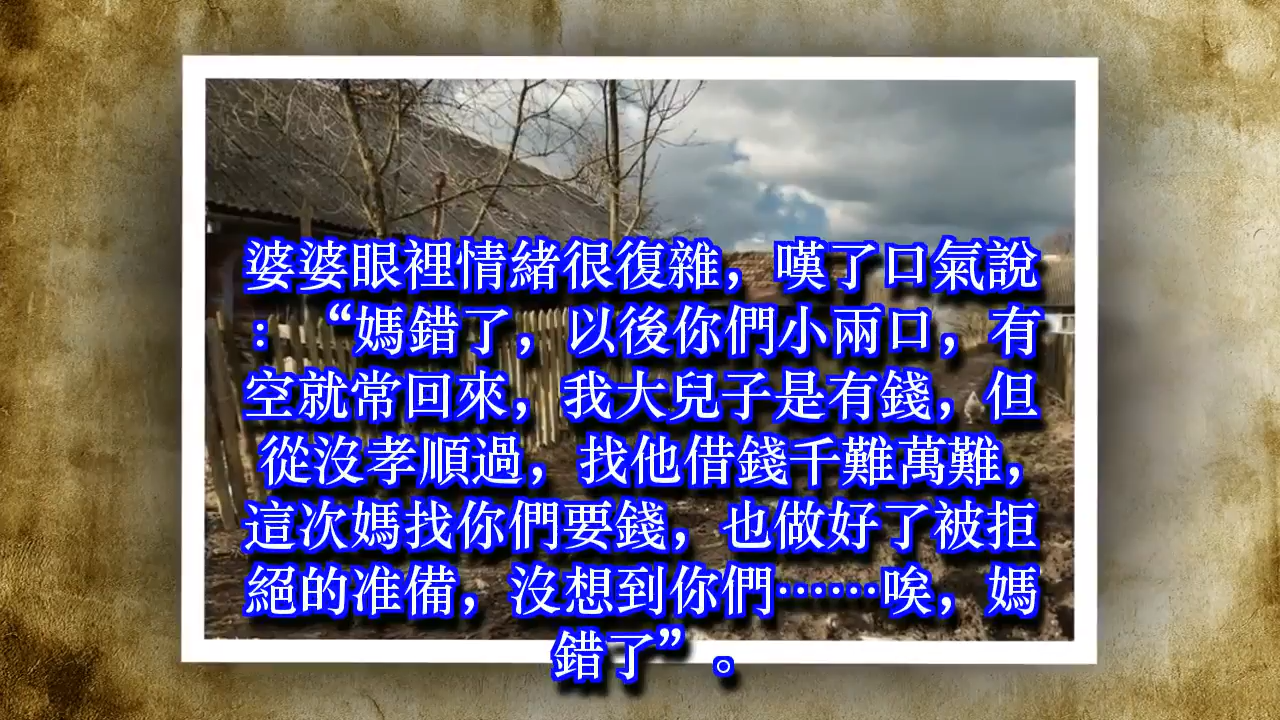 婆婆眼裡情緒很復雜，嘆了口氣說
：“媽錯了，以後你們小兩口，有
空就常回來，我大兒子是有錢，但
從沒孝順過，找他借錢千難萬難，
這次媽找你們要錢，也做好了被拒
絕的准備，沒想到你們……唉，媽
錯了”。